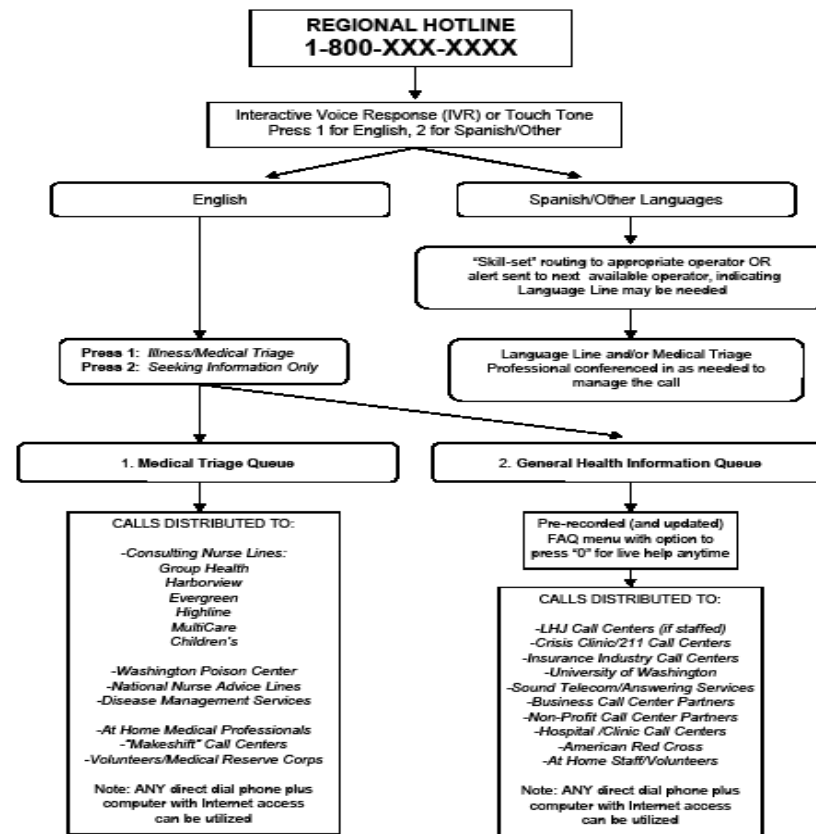 REGIONAL HOTLINE
1-800-XXX-XXXX
Interactive Voice Response (IVR) or Touch Tone
Press 1 for English, 2 for Spanish/Other
English
Spanish/Other Languages
"Skill-set" routing to appropriate operator OR
alert sent to next available operator, indicating
Language Line may be needed
Press 1: Illness/Medical Triage
Press 2: Seeking Information Only
Language Line and/or Medical Triage
Professional conferenced in as needed to
manage the call
1. Medical Triage Queue
2. General Health Information Queue
CALLS DISTRIBUTED TO:
-Consulting Nurse Lines:
Group Health
Harborview
Evergreen
Highline
MultiCare
Children's
-Washington Poison Center
-National Nurse Advice Lines
-Disease Management Services
-At Home Medical Professionals
-"Makeshift" Call Centers
-Volunteers/Medical Reserve Corps
Note: ANY direct dial phone plus
computer with Internet access
can be utilized
Pre-recorded (and updated)
FAQ menu with option to
press "0" for live help anytime
CALLS DISTRIBUTED TO:
-LHJ Call Centers (if staffed)
-Crisis Clinic/211 Call Centers
-Insurance Industry Call Centers
-University of Washington
-Sound Telecom/Answering Services
-Business Call Center Partners
-Non-Profit Call Center Partners
-Hospital /Clinic Call Centers
-American Red Cross
-At Home Staff/Volunteers
Note: ANY direct dial phone plus
computer with Internet access
can be utilized